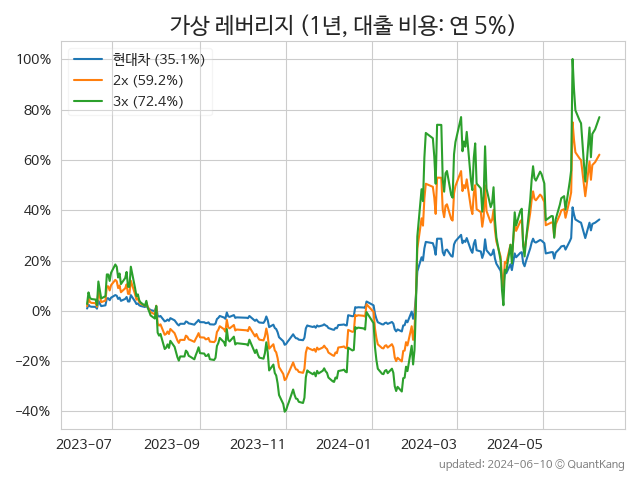 가상 레버리지 (1년, 대출 비용: 연 5%)
현대차 (35.1%)
2x (59.2%)
3x (72.4%)
100%
80%
60%
40%
20%
0%
−20%
−40%
2023-07
2023-09
2023-11
2024-01
2024-03
2024-05
updated: 2024-06-10 © QuantKang